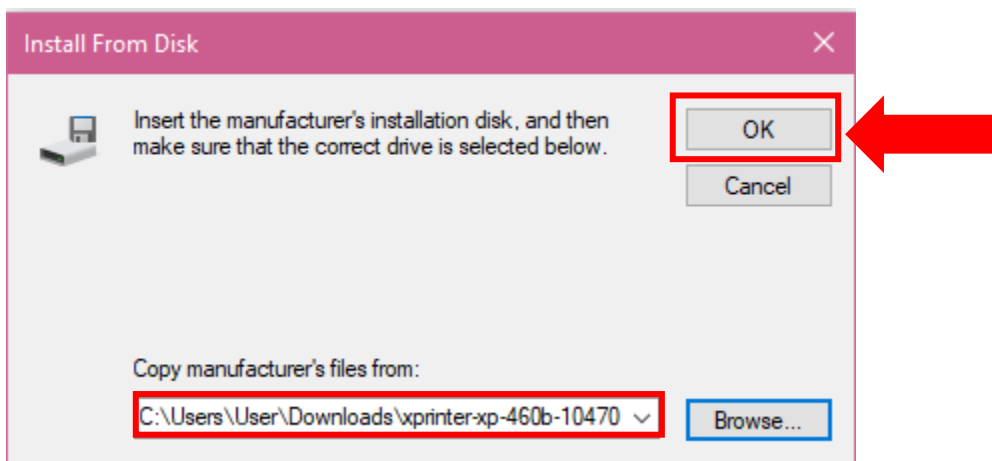 Install From Disk
Insert the manufacturer's installation disk, and then
make sure that the correct drive is selected below.
OK
Cancel
Copy manufacturer's files from:
C:\Users\User\Downloads\xprinter-xp-460b-10470
Browse...